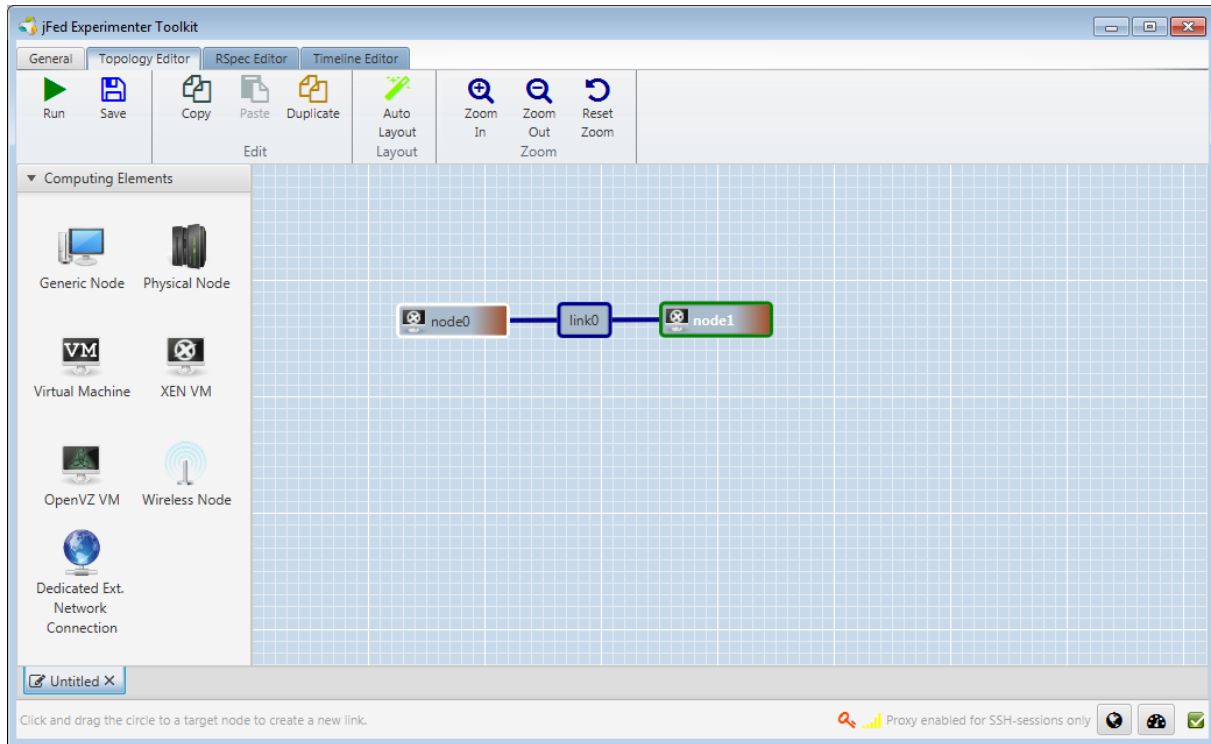 jFed Experimenter Toolkit
General Topology Editor RSpec Editor Timeline Editor
Run Save Copy Paste Duplicate Auto Layout Zoom In Zoom Out Reset Zoom
Edit Layout Zoom
Computing Elements
Generic Node Physical Node
VM
Virtual Machine XEN VM
OpenVZ VM Wireless Node
Dedicated Ext.
Network
Connection
node0 link0 node1
Untitled
Click and drag the circle to a target node to create a new link. Proxy enabled for SSH-sessions only